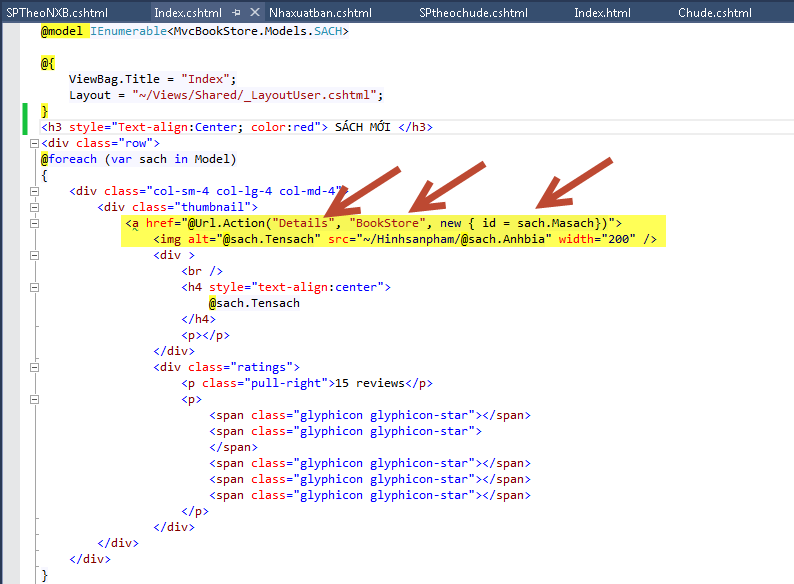 SPTheoNXB.cshtml Index.cshtml Nhaxuatban.cshtml SPtheochude.cshtml Index.html Chude.cshtml
@model IEnumerable<MvcBookStore.Models.SACH>
@{
ViewBag.Title = "Index";
Layout = "~/Views/Shared/_LayoutUser.cshtml";
}
<h3 style="Text-align:Center; color:red"> SÁCH MỚI </h3>
<div class="row">
@foreach (var sach in Model)
{
<div class="col-sm-4 col-lg-4 col-md-4">
<div class="thumbnail">
<a href="@Url.Action("Details", "BookStore", new { id = sach.Masach})">
<img alt="@sach.Tensach" src="~/Hinhsanpham/@sach.Anhbia" width="200" />
<div >
<br />
<h4 style="text-align:center">
@sach.Tensach
</h4>
<p></p>
</div>
<div class="ratings">
<p class="pull-right">15 reviews</p>
<p>
<span class="glyphicon glyphicon-star"></span>
<span class="glyphicon glyphicon-star">
</span>
<span class="glyphicon glyphicon-star"></span>
<span class="glyphicon glyphicon-star"></span>
<span class="glyphicon glyphicon-star"></span>
</p>
</div>
</div>
</div>
}